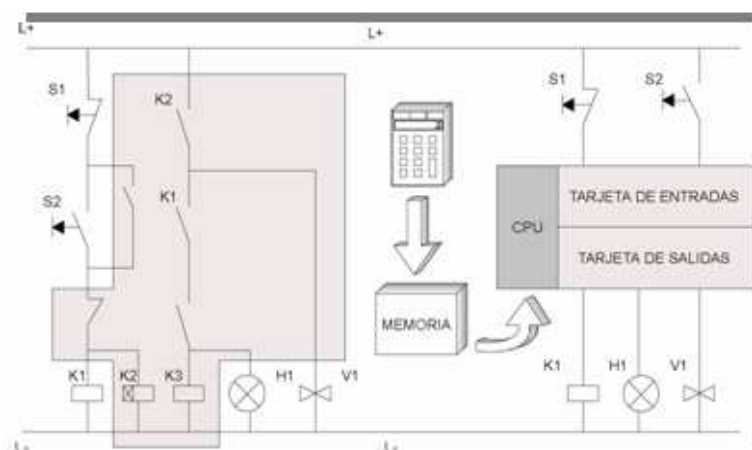 L+
L+
S1
K2
S2
K1
K1
K2
K3
H1
V1
L-
MEMORIA
S1
S2
CPU
TARJETA DE ENTRADAS
TARJETA DE SALIDAS
K1
H1
V1
L-